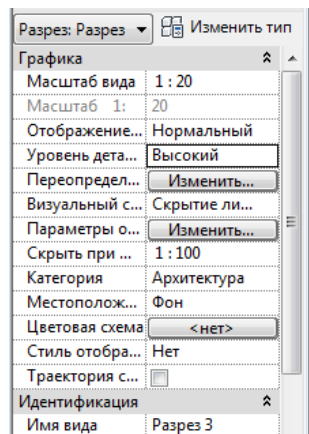 Разрез: Разрез Изменить тип
Графика
Масштаб вида 1 : 20
Масштаб 1: 20
Отображение... Нормальный
Уровень дета... Высокий
Переопредел... Изменить...
Визуальный с... Скрытие ли...
Параметры о... Изменить...
Скрыть при ... 1 : 100
Категория Архитектура
Местополож... Фон
Цветовая схема <нет>
Стиль отобра... Нет
Траектория с...
Идентификация
Имя вида Разрез 3